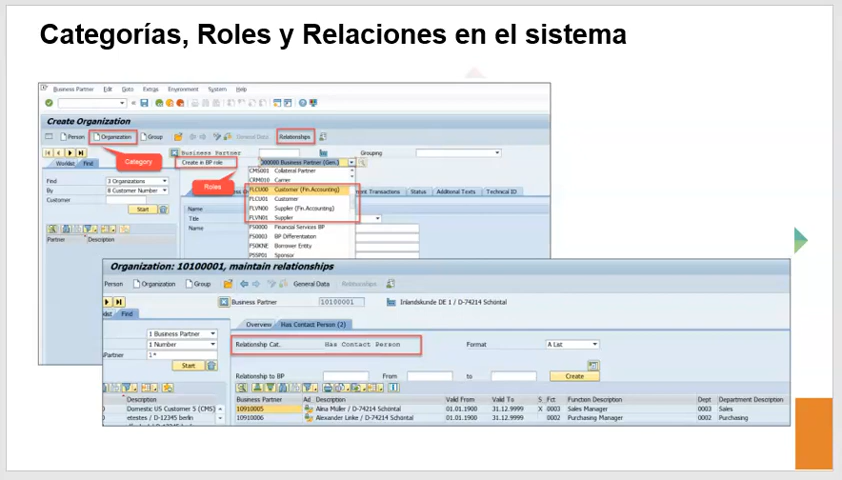 Categorías, Roles y Relaciones en el sistema
Business Partner Edit Goto Extras Environment System Help
Create Organization
Person Organization Group General Data Relationships
Business Partner Grouping
Worklist Find Category Create in BP role 000000 Business Partner (Gen.)
Roles
CMS001 Collateral Partner
CRM010 Carrier
FLCU00 Customer (Fin.Accounting)
FLCU01 Customer
FLVN00 Supplier (Fin.Accounting)
FLVN01 Supplier
FS0000 Financial Services BP
FS0003 BP Differentiation
Borrower Entity
Sponsor
Find 3 Organizations
By 8 Customer Number
Customer
Start
Partner Description
Name
Title
Name
Transactions Status Additional Texts Technical ID
Organization: 10100001, maintain relationships
Person Organization Group General Data Relationships
Business Partner 10100001 Inlandskunde DE 1 / D-74214 Schöntal
Find
Overview Has Contact Person (2)
1 Business Partner
1 Number
1*
Start
Relationship Cat. Has Contact Person Format A List
Relationship to BP From to Create
Description
Domestic US Customer 5 (CMS)
etestes / D-12345 berlin
Business Partner Ad Description Valid From Valid To S Fct Function Description Dept Department Description
10910005 Alina Müller / D-74214 Schöntal 01.01.1900 31.12.9999 X 0003 Sales Manager 0003 Sales
10910006 Alexander Linke / D-74214 Schöntal 01.01.1900 31.12.9999 0002 Purchasing Manager 0002 Purchasing